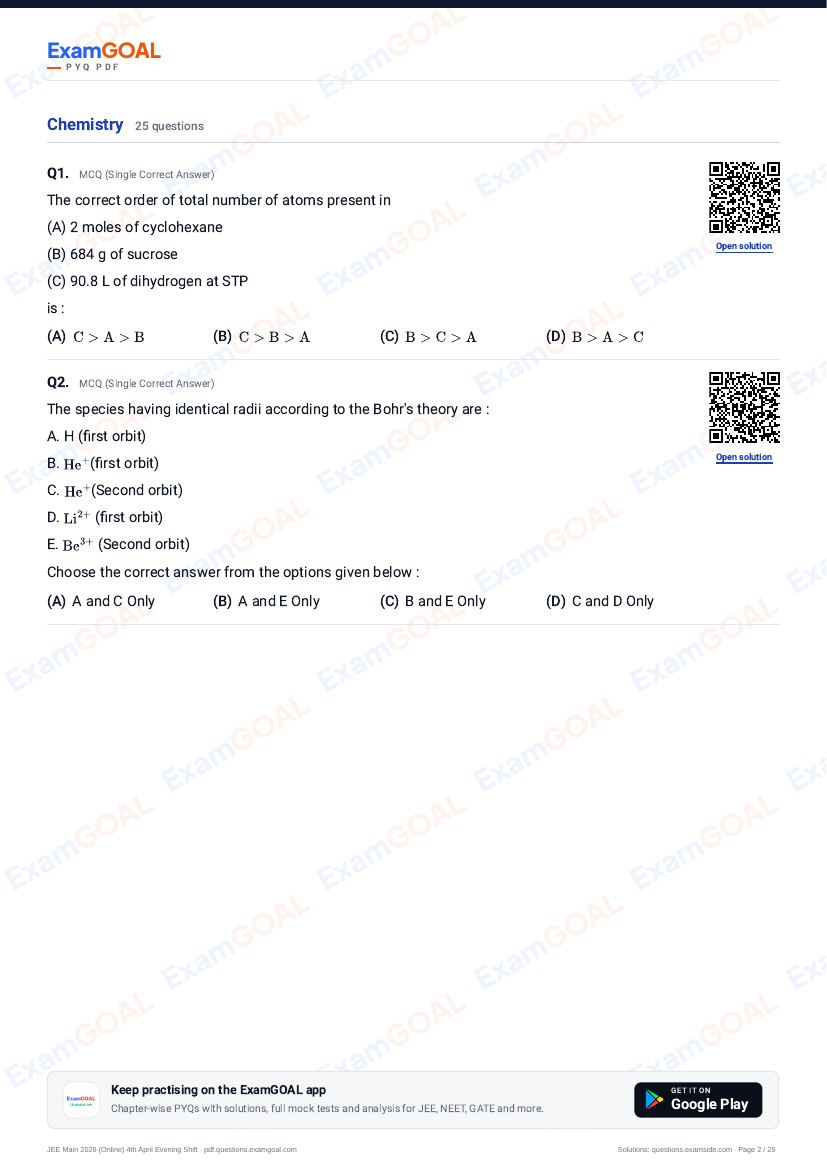 ExamGOAL
PYQ PDF
Chemistry 25 questions
Q1. MCQ (Single Correct Answer)
The correct order of total number of atoms present in
(A) 2 moles of cyclohexane
(B) 684 g of sucrose
(C) 90.8 L of dihydrogen at STP
is :
(A) C > A > B (B) C > B > A (C) B > C > A (D) B > A > C
Open solution
Q2. MCQ (Single Correct Answer)
The species having identical radii according to the Bohr's theory are :
A. H (first orbit)
B. He⁺(first orbit)
C. He⁺(Second orbit)
D. Li²⁺ (first orbit)
E. Be³⁺ (Second orbit)
Choose the correct answer from the options given below :
(A) A and C Only (B) A and E Only (C) B and E Only (D) C and D Only
Open solution
ExamGOAL
Keep practising on the ExamGOAL app
Chapter-wise PYQs with solutions, full mock tests and analysis for JEE, NEET, GATE and more.
GET IT ON
Google Play
JEE Main 2026 (Online) 4th April Evening Shift · pdf.questions.examgoal.com
Solutions: questions.examside.com · Page 2 / 25